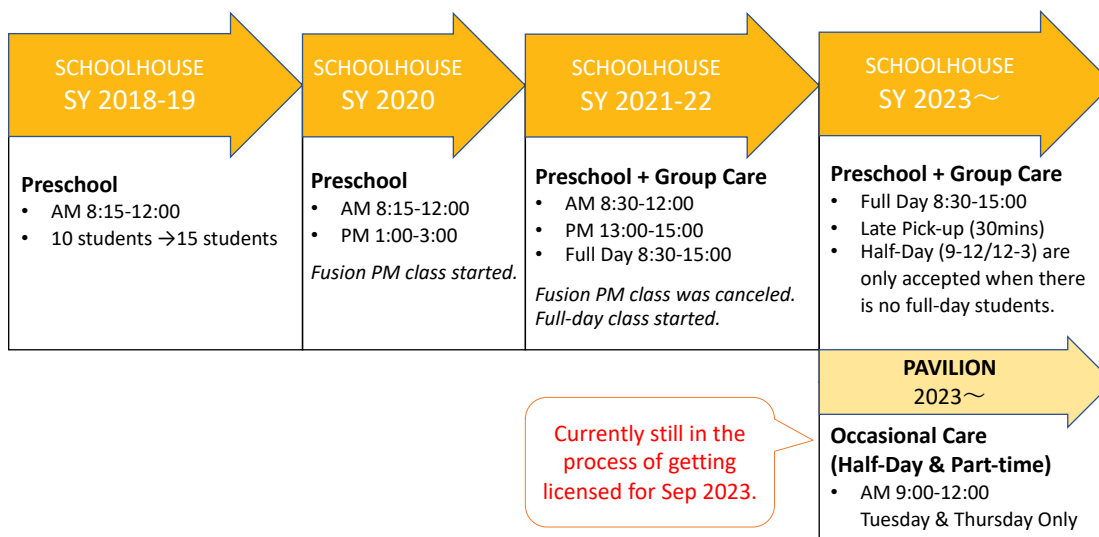 SCHOOLHOUSE
SY 2018-19
Preschool
• AM 8:15-12:00
• 10 students →15 students
SCHOOLHOUSE
SY 2020
Preschool
• AM 8:15-12:00
• PM 1:00-3:00
Fusion PM class started.
SCHOOLHOUSE
SY 2021-22
Preschool + Group Care
• AM 8:30-12:00
• PM 13:00-15:00
• Full Day 8:30-15:00
Fusion PM class was canceled.
Full-day class started.
SCHOOLHOUSE
SY 2023～
Preschool + Group Care
• Full Day 8:30-15:00
• Late Pick-up (30mins)
• Half-Day (9-12/12-3) are
only accepted when there
is no full-day students.
PAVILION
2023～
Currently still in the
process of getting
licensed for Sep 2023.
Occasional Care
(Half-Day & Part-time)
• AM 9:00-12:00
Tuesday & Thursday Only